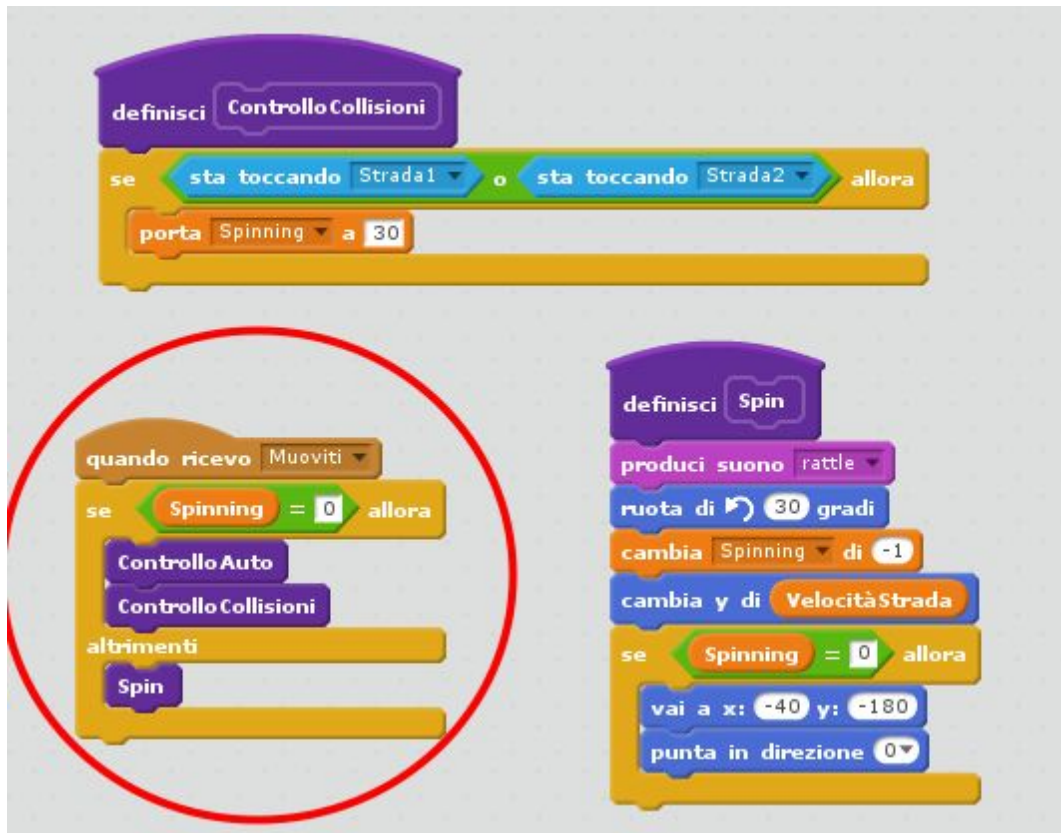 definisci ControlloCollisioni
se sta toccando Strada1 o sta toccando Strada2 allora
porta Spinning a 30
quando ricevo Muoviti
se Spinning = 0 allora
ControlloAuto
ControlloCollisioni
altrimenti
Spin
definisci Spin
produci suono rattle
ruota di 30 gradi
cambia Spinning di -1
cambia y di VelocitàStrada
se Spinning = 0 allora
vai a x: -40 y: -180
punta in direzione 0